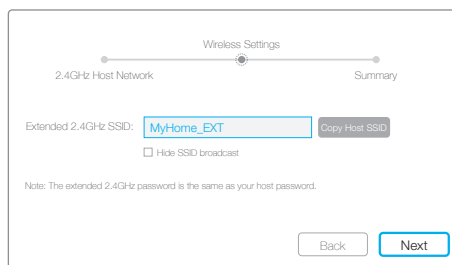 Wireless Settings
2.4GHz Host Network
Summary
Extended 2.4GHz SSID: MyHome_EXT Copy Host SSID
Hide SSID broadcast
Note: The extended 2.4GHz password is the same as your host password.
Back Next